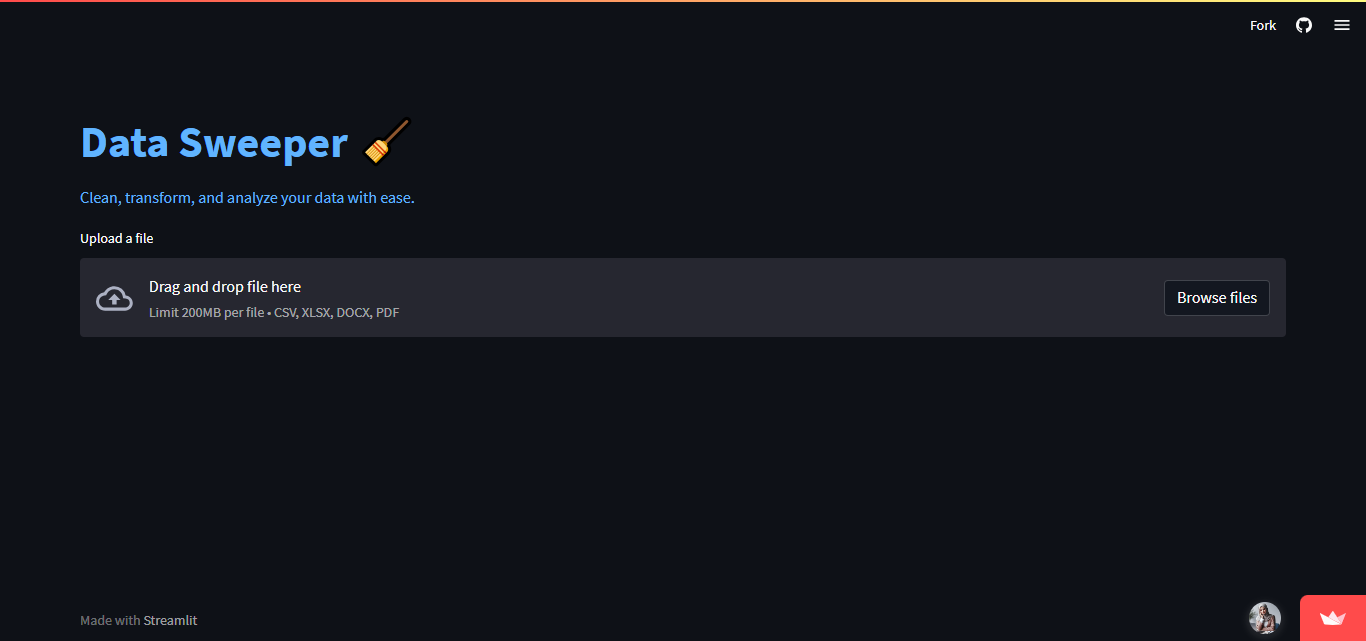 Fork
Data Sweeper
Clean, transform, and analyze your data with ease.
Upload a file
Drag and drop file here
Limit 200MB per file • CSV, XLSX, DOCX, PDF
Browse files
Made with Streamlit